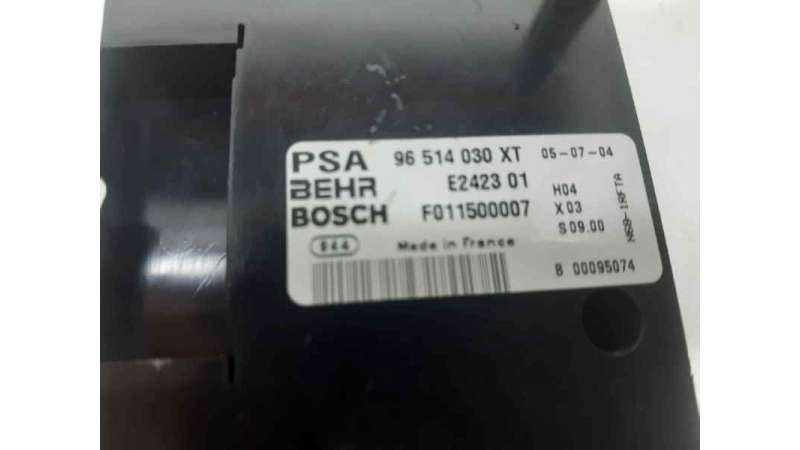 PSA 96 514 030 XT 05-07-04
BEHR E2423 01 H04
BOSCH F011500007 X03
S09.00
Made in France
B 00095074